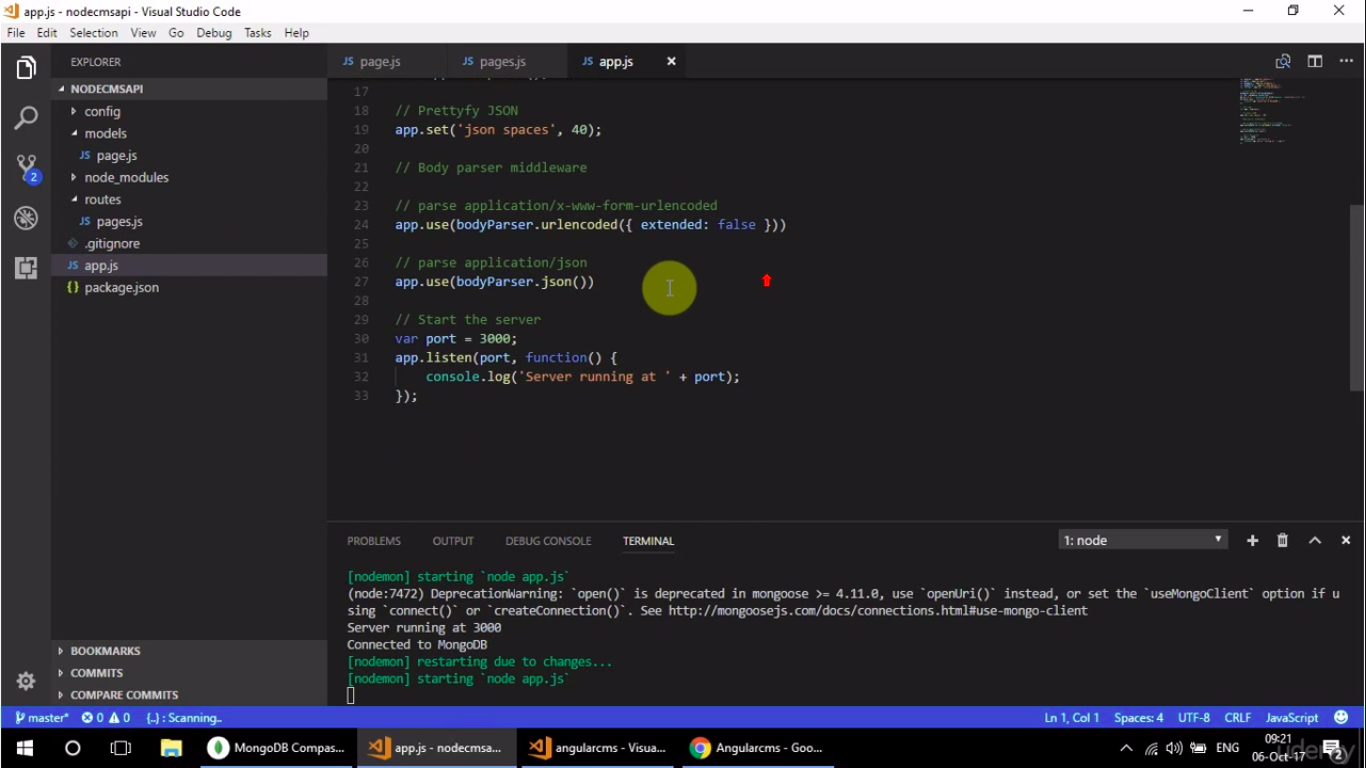 app.js - nodecmsapi - Visual Studio Code
File Edit Selection View Go Debug Tasks Help
EXPLORER
NODECMSAPI
config
models
JS page.js
node_modules
routes
JS pages.js
.gitignore
JS app.js
{} package.json
BOOKMARKS
COMMITS
COMPARE COMMITS
2
JS page.js JS pages.js JS app.js
17
18 // Prettyfy JSON
19 app.set('json spaces', 40);
20
21 // Body parser middleware
22
23 // parse application/x-www-form-urlencoded
24 app.use(bodyParser.urlencoded({ extended: false }))
25
26 // parse application/json
27 app.use(bodyParser.json())
28
29 // Start the server
30 var port = 3000;
31 app.listen(port, function() {
32 console.log('Server running at ' + port);
33 });
PROBLEMS OUTPUT DEBUG CONSOLE TERMINAL 1: node
[nodemon] starting `node app.js`
(node:7472) DeprecationWarning: `open()` is deprecated in mongoose >= 4.11.0, use `openUri()` instead, or set the `useMongoClient` option if u
sing `connect()` or `createConnection()`. See http://mongoosejs.com/docs/connections.html#use-mongo-client
Server running at 3000
Connected to MongoDB
[nodemon] restarting due to changes...
[nodemon] starting `node app.js`
master* 0 0 {..} : Scanning.. Ln 1, Col 1 Spaces: 4 UTF-8 CRLF JavaScript
MongoDB Compas... app.js - nodecmsa... angularcms - Visua... Angularcms - Goo... ENG 09:21
06-Oct-17 2
udemy